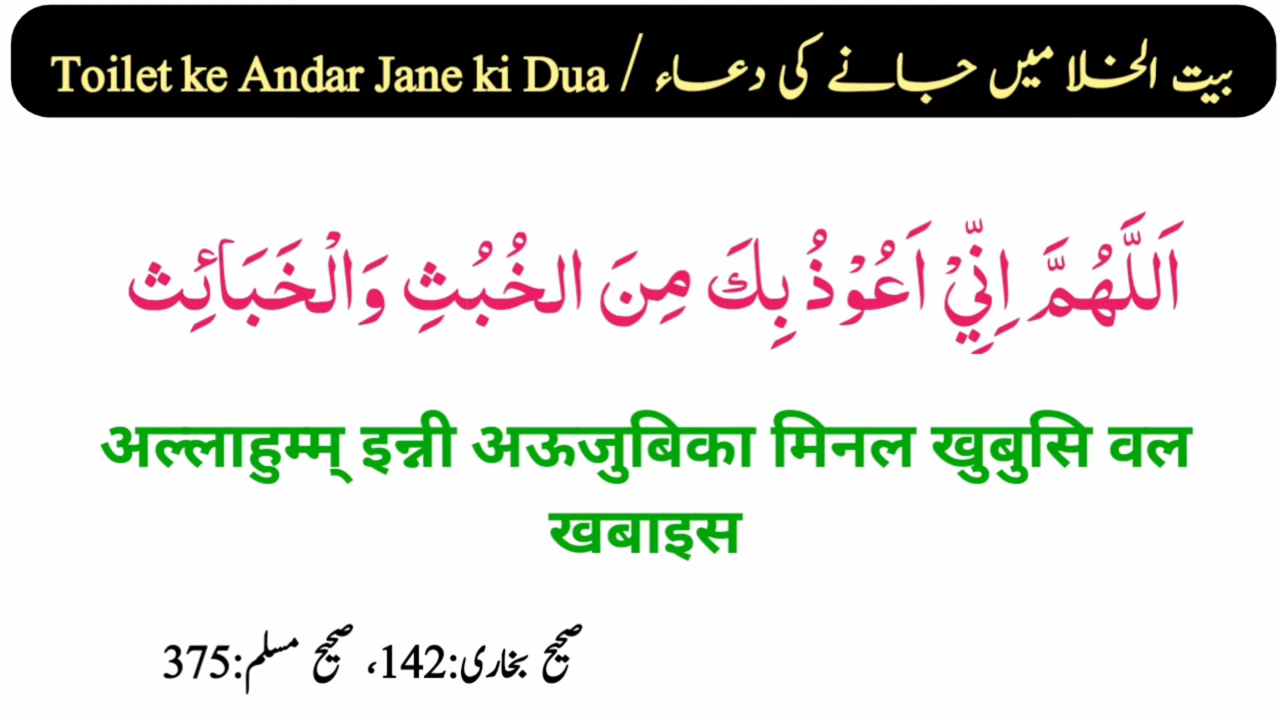 بیت الخلا میں جانے کی دعاء / Toilet ke Andar Jane ki Dua
اَللَّهُمَّ اِنِّيْ اَعُوْذُ بِكَ مِنَ الخُبُثِ وَالْخَبَائِث
अल्लाहुम्म् इन्नी अऊजुबिका मिनल खुबुसि वल
खबाइस
صحیح بخاری:142، صحیح مسلم:375